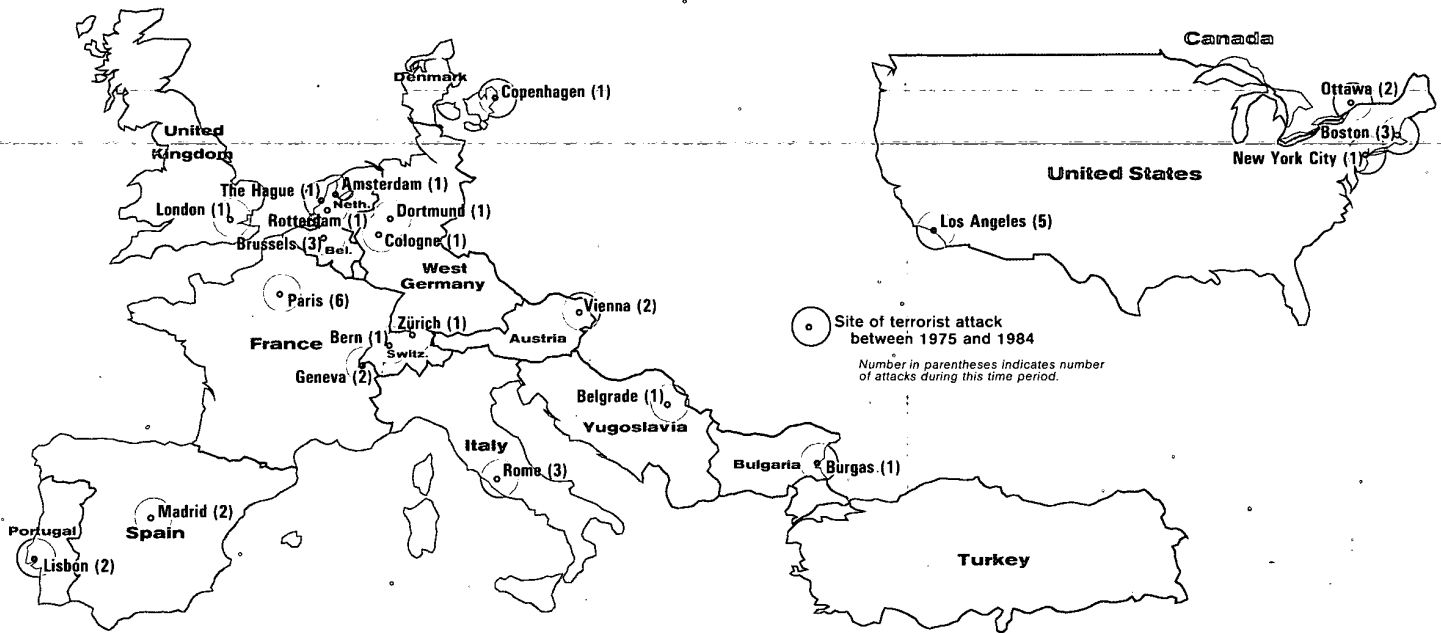 Canada
Denmark
Copenhagen (1)
Ottawa (2)
United
Kingdom
Boston (3)
New York City (1)
United States
The Hague (1)
Amsterdam (1)
Neth.
London (1)
Rotterdam (1)
Dortmund (1)
Los Angeles (5)
Brussels (3)
Bel.
Cologne (1)
West
Germany
Paris (6)
Vienna (2)
Zürich (1)
Bern (1)
Switz.
Austria
France
Geneva (2)
Site of terrorist attack
between 1975 and 1984
Number in parentheses indicates number
of attacks during this time period.
Belgrade (1)
Yugoslavia
Italy
Rome (3)
Bulgaria
Burgas (1)
Madrid (2)
Spain
Portugal
Lisbon (2)
Turkey